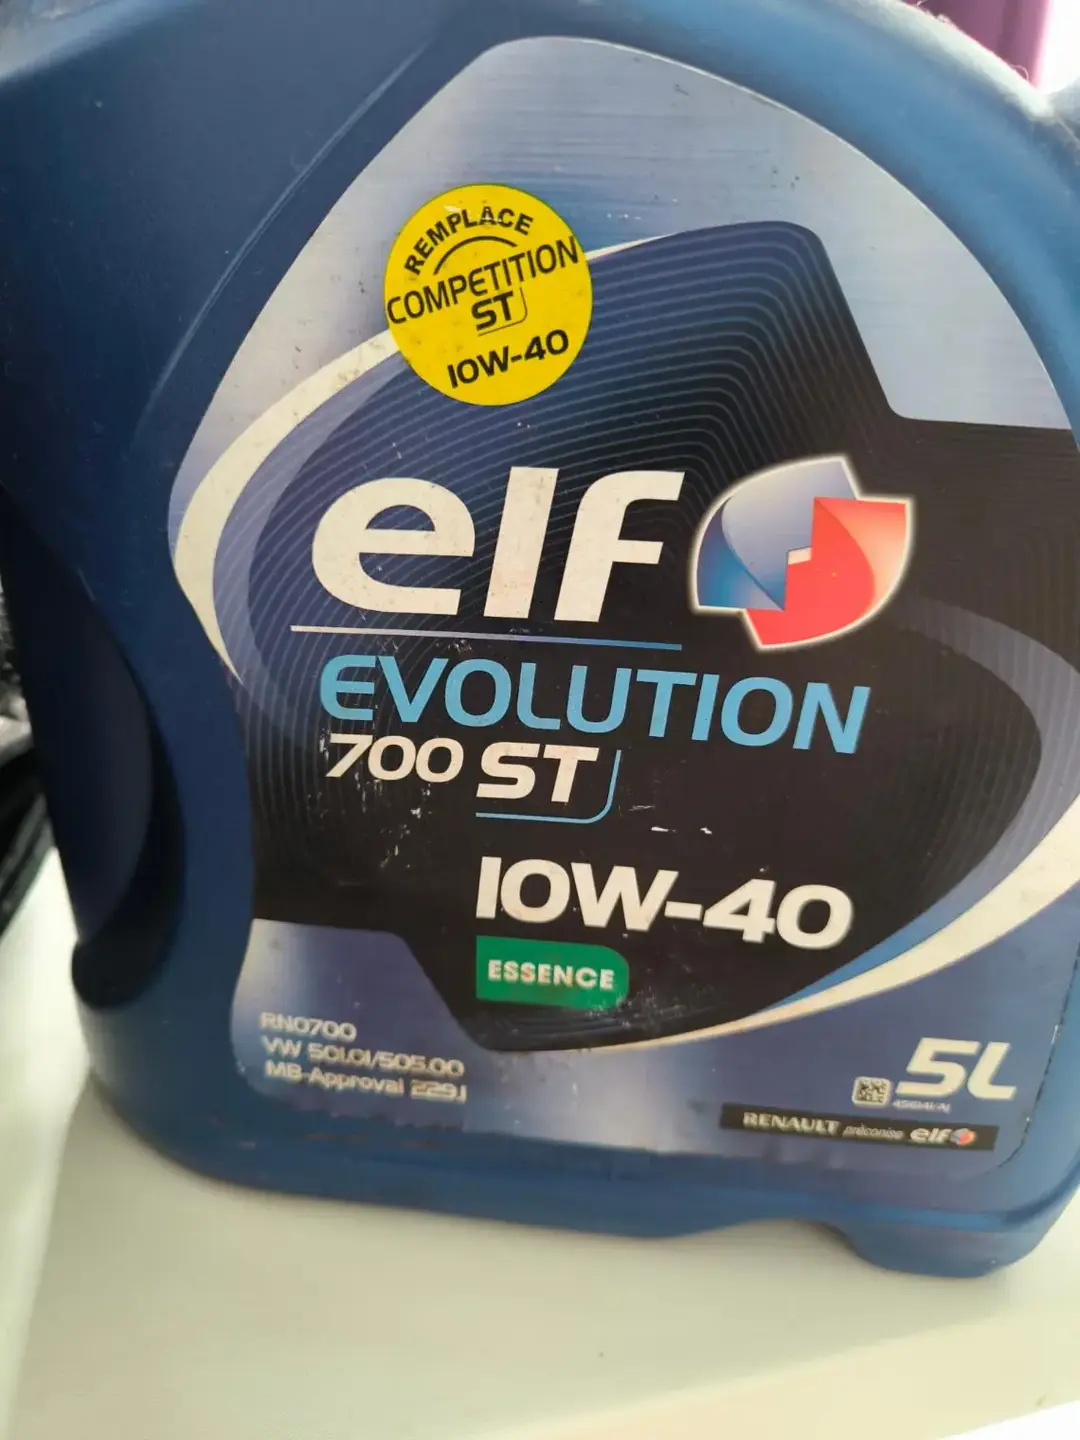 REMPLACE
COMPETITION
ST
10W-40
elf
EVOLUTION
700 ST
10W-40
ESSENCE
RN0700
VW 501.01/505.00
MB-Approval 229.1
5L
RENAULT préconise elf